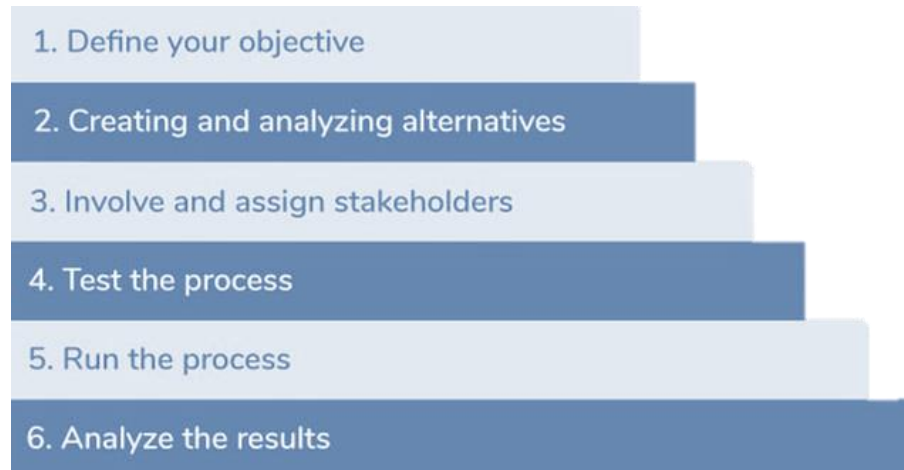 1. Define your objective
2. Creating and analyzing alternatives
3. Involve and assign stakeholders
4. Test the process
5. Run the process
6. Analyze the results